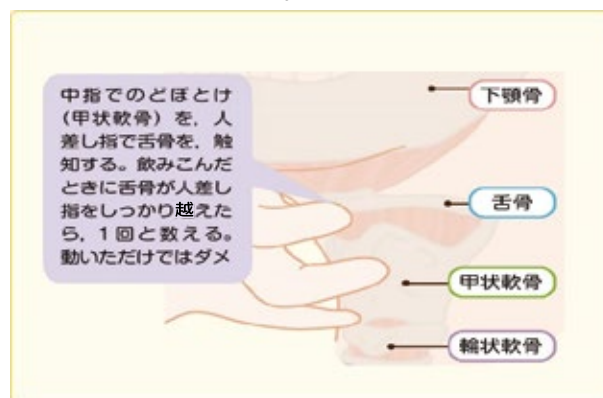 中指でのどぼとけ
(甲状軟骨)を，人
差し指で舌骨を，触
知する。飲みこんだ
ときに舌骨が人差し
指をしっかり越えた
ら，1回と数える。
動いただけではダメ
下顎骨
舌骨
甲状軟骨
輪状軟骨